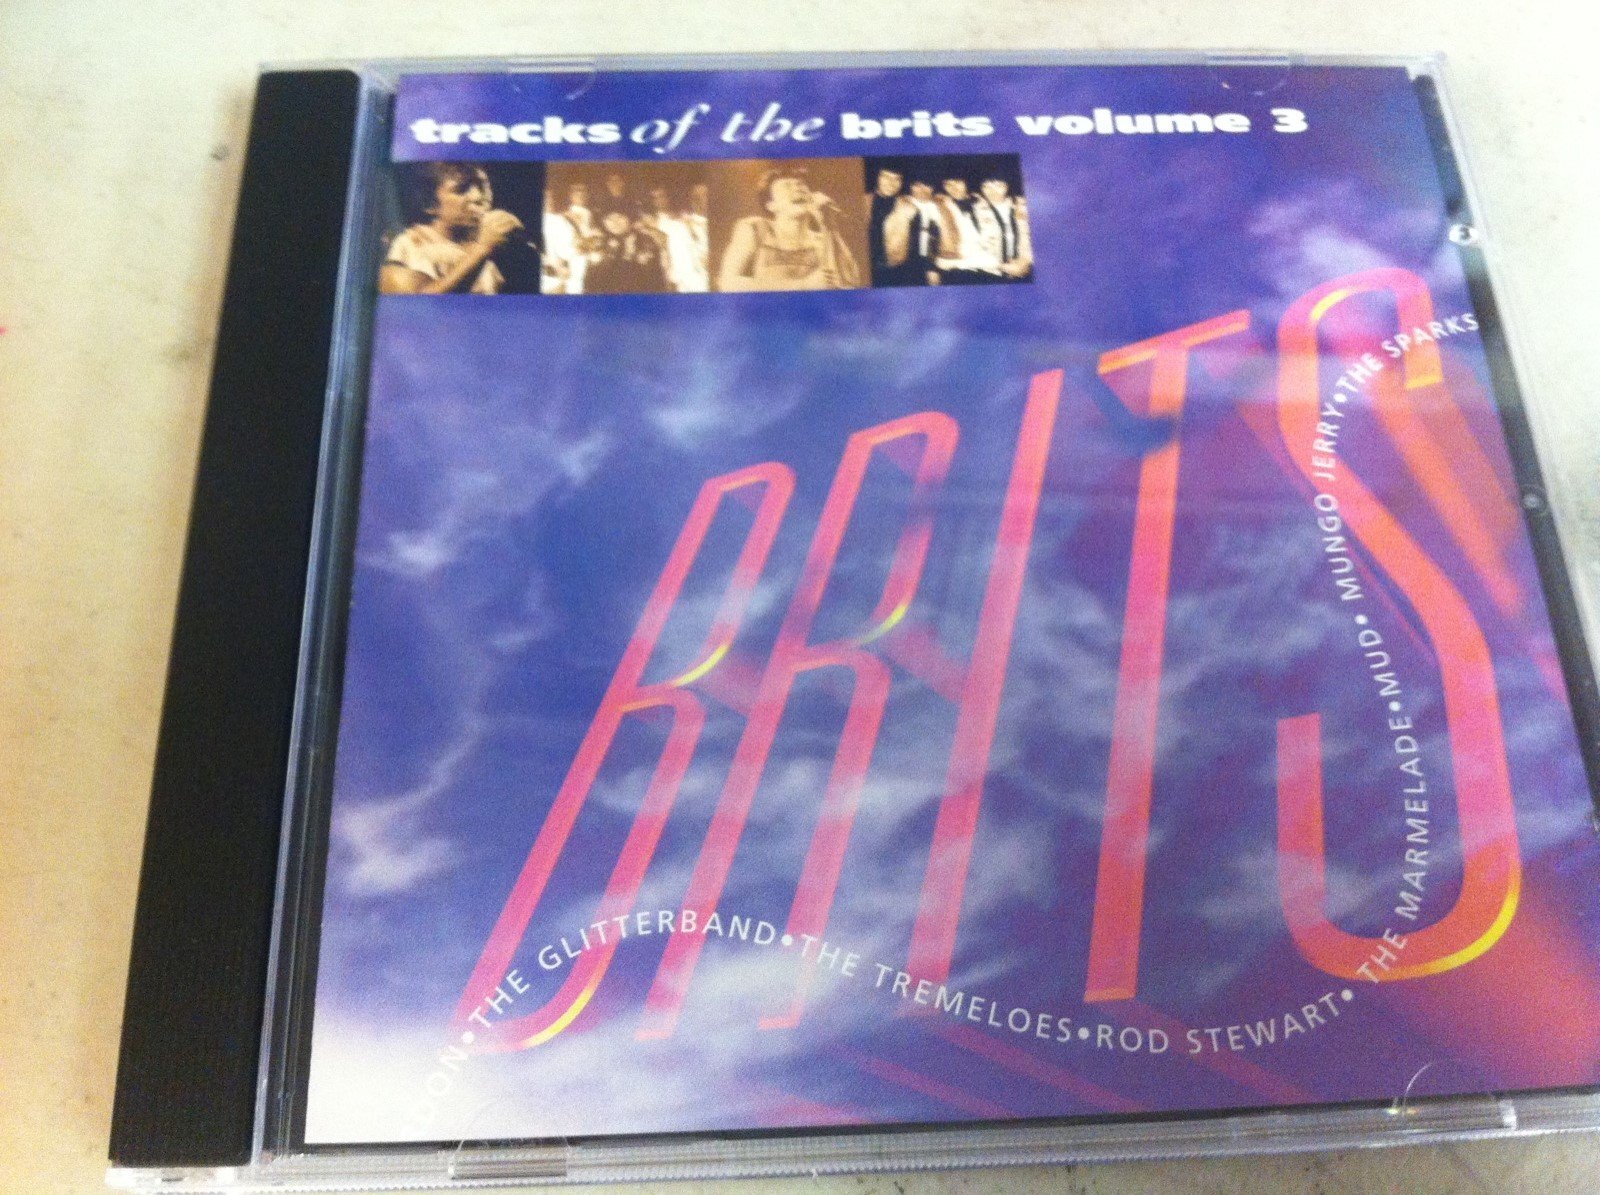 tracks of the brits volume 3
BRITS
•THE GLITTERBAND•THE TREMELOES•ROD STEWART•THE MARMELADE•MUD•MUNGO JERRY•THE SPARKS